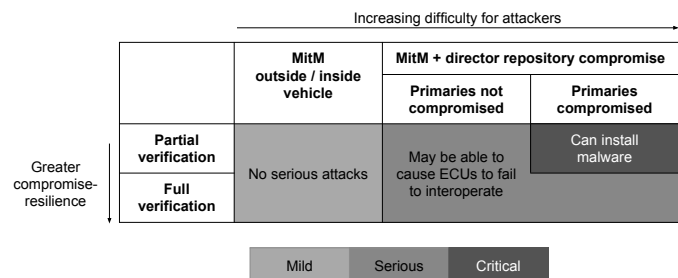 Increasing difficulty for attackers
MitM
outside / inside
vehicle
MitM + director repository compromise
Primaries not
compromised
Primaries
compromised
Greater
compromise-
resilience
Partial
verification
Full
verification
No serious attacks
May be able to
cause ECUs to fail
to interoperate
Can install
malware
Mild
Serious
Critical